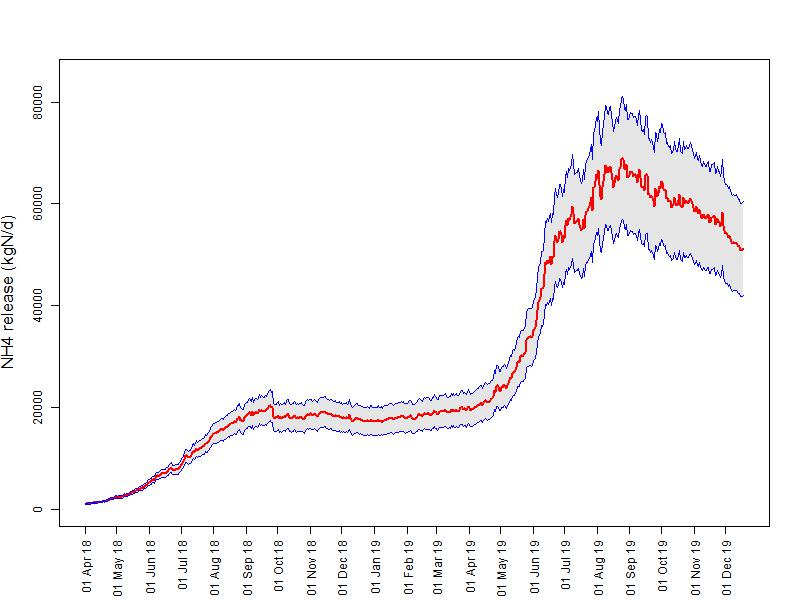 NH4 release (kgN/d)
80000
60000
40000
20000
0
01 Apr 18
01 May 18
01 Jun 18
01 Jul 18
01 Aug 18
01 Sep 18
01 Oct 18
01 Nov 18
01 Dec 18
01 Jan 19
01 Feb 19
01 Mar 19
01 Apr 19
01 May 19
01 Jun 19
01 Jul 19
01 Aug 19
01 Sep 19
01 Oct 19
01 Nov 19
01 Dec 19